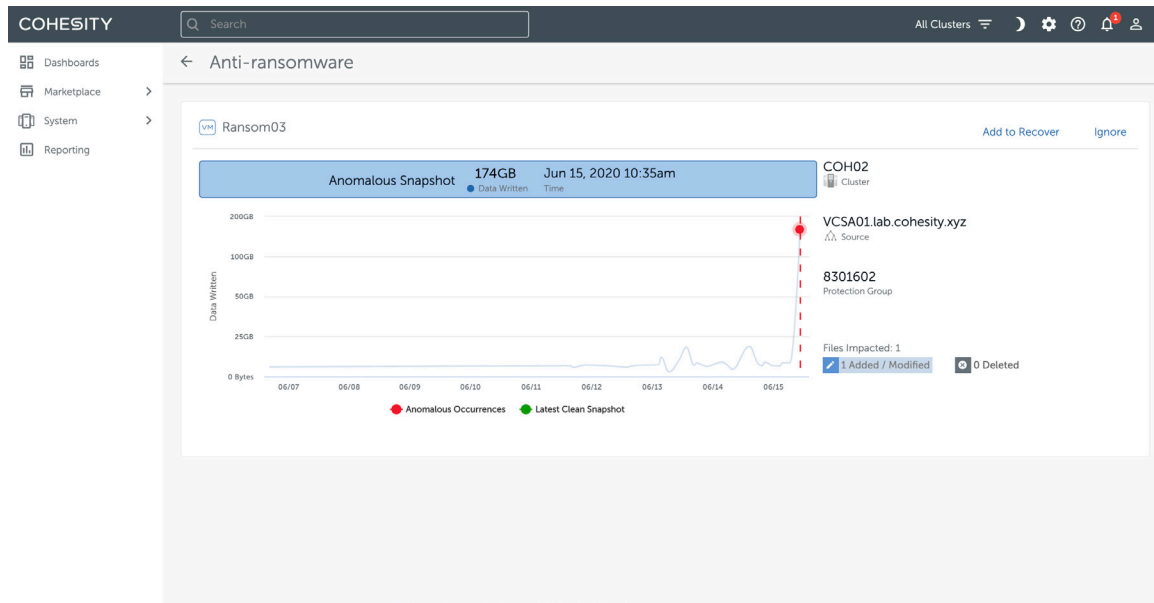 COHESITY
Search
All Clusters
1
Dashboards
Marketplace
System
Reporting
Anti-ransomware
VM Ransom03
Add to Recover
Ignore
Anomalous Snapshot
174GB
Data Written
Jun 15, 2020 10:35am
Time
COH02
Cluster
VCSA01.lab.cohesity.xyz
Source
8301602
Protection Group
Files Impacted: 1
1 Added / Modified
0 Deleted
Data Written
200GB
100GB
50GB
25GB
0 Bytes
06/07 06/08 06/09 06/10 06/11 06/12 06/13 06/14 06/15
Anomalous Occurrences
Latest Clean Snapshot